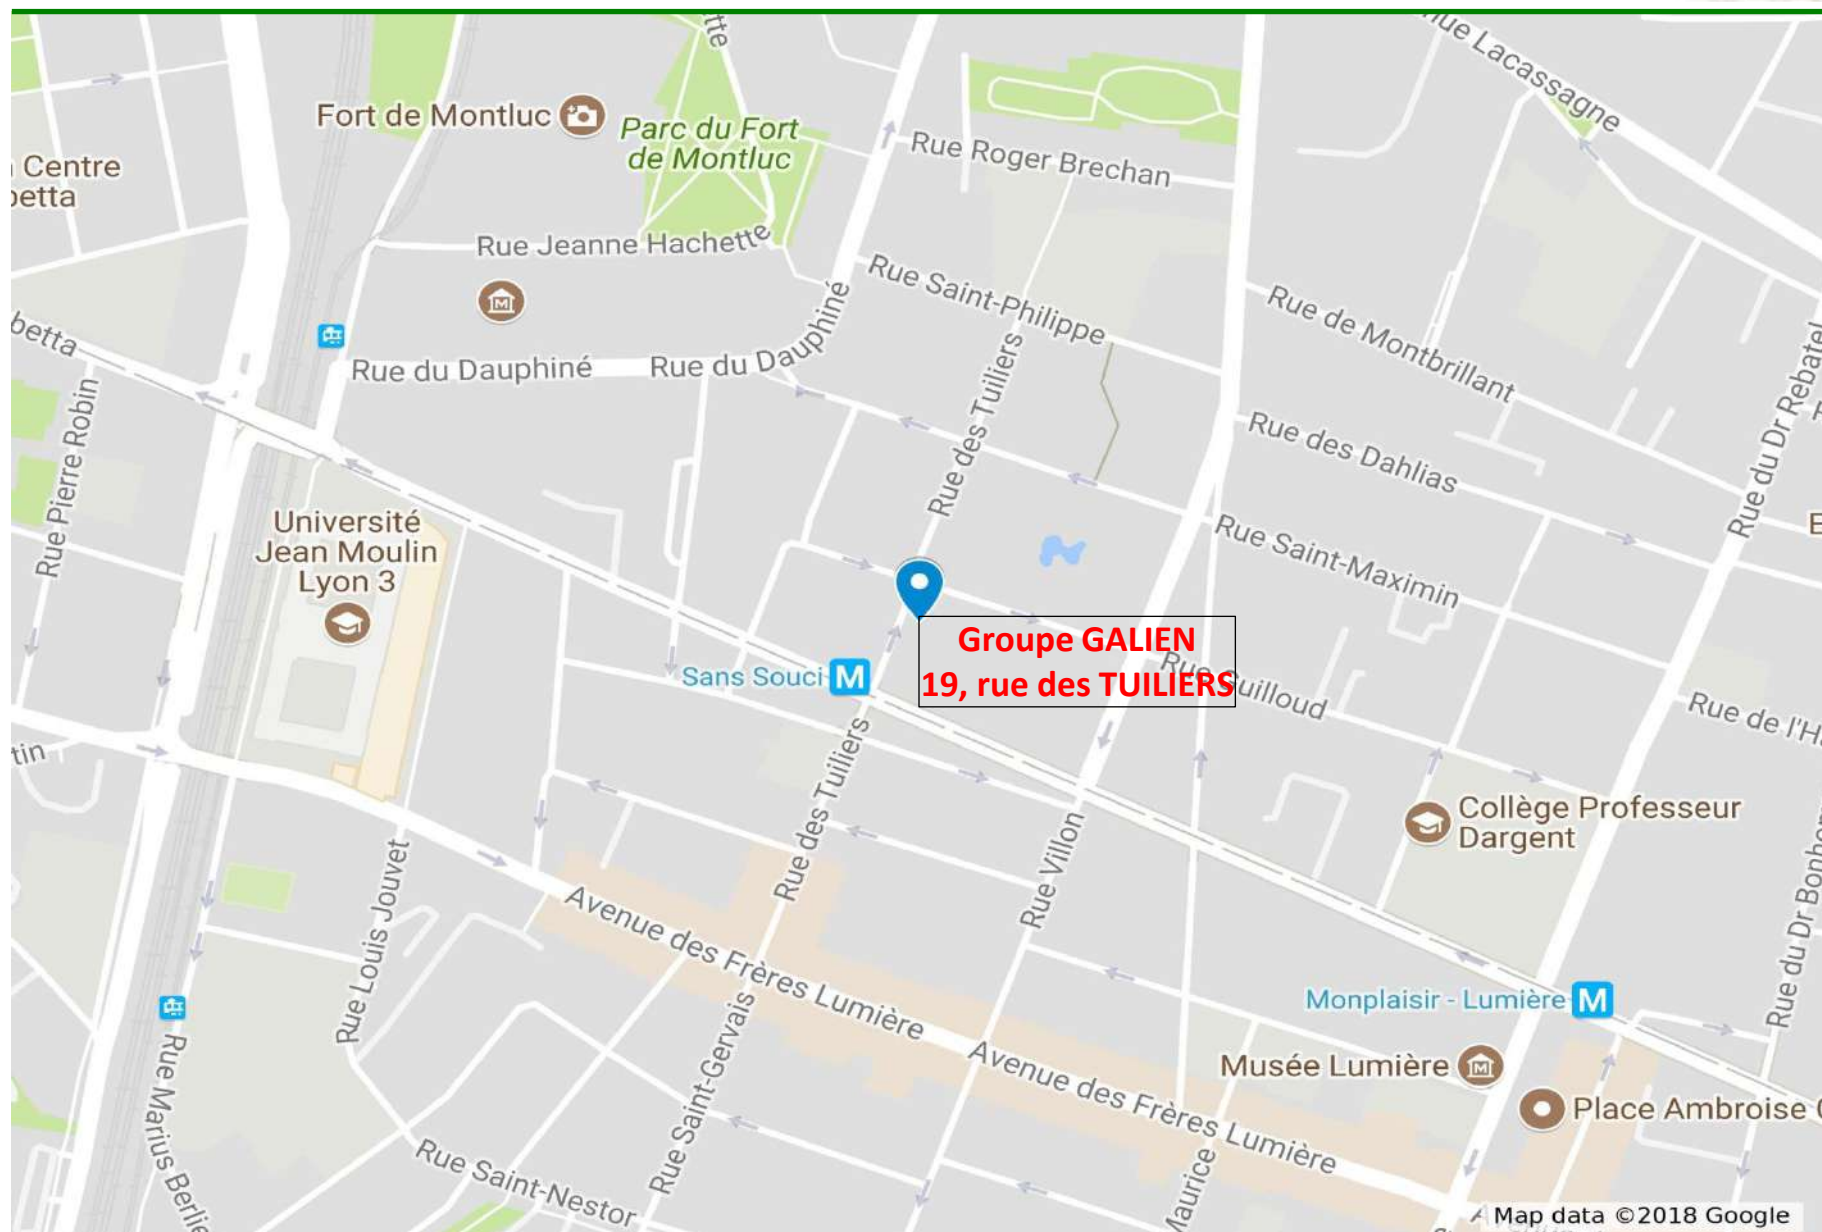 nue Lacassagne
Fort de Montluc
Parc du Fort
de Montluc
Rue Roger Brechan
Centre
betta
Rue Jeanne Hachette
Rue Saint-Philippe
Rue de Montbrillant
betta
Rue du Dauphiné
Rue du Dauphiné
Rue des Tuiliers
Rue du Dr Rebatel
Rue Pierre Robin
Rue des Dahlias
Université
Jean Moulin
Lyon 3
Rue Saint-Maximin
Groupe GALIEN
19, rue des TUILIERS
Sans Souci M
Rue Guilloud
Rue de l'H
tin
Rue des Tuiliers
Collège Professeur
Dargent
Rue Villon
Rue Louis Jouvet
Avenue des Frères Lumière
Rue du Dr Bonho
Monplaisir - Lumière M
Rue Saint-Gervais
Avenue des Frères Lumière
Musée Lumière
Place Ambroise
Rue Marius Berlie
Rue Saint-Nestor
Maurice
Map data ©2018 Google